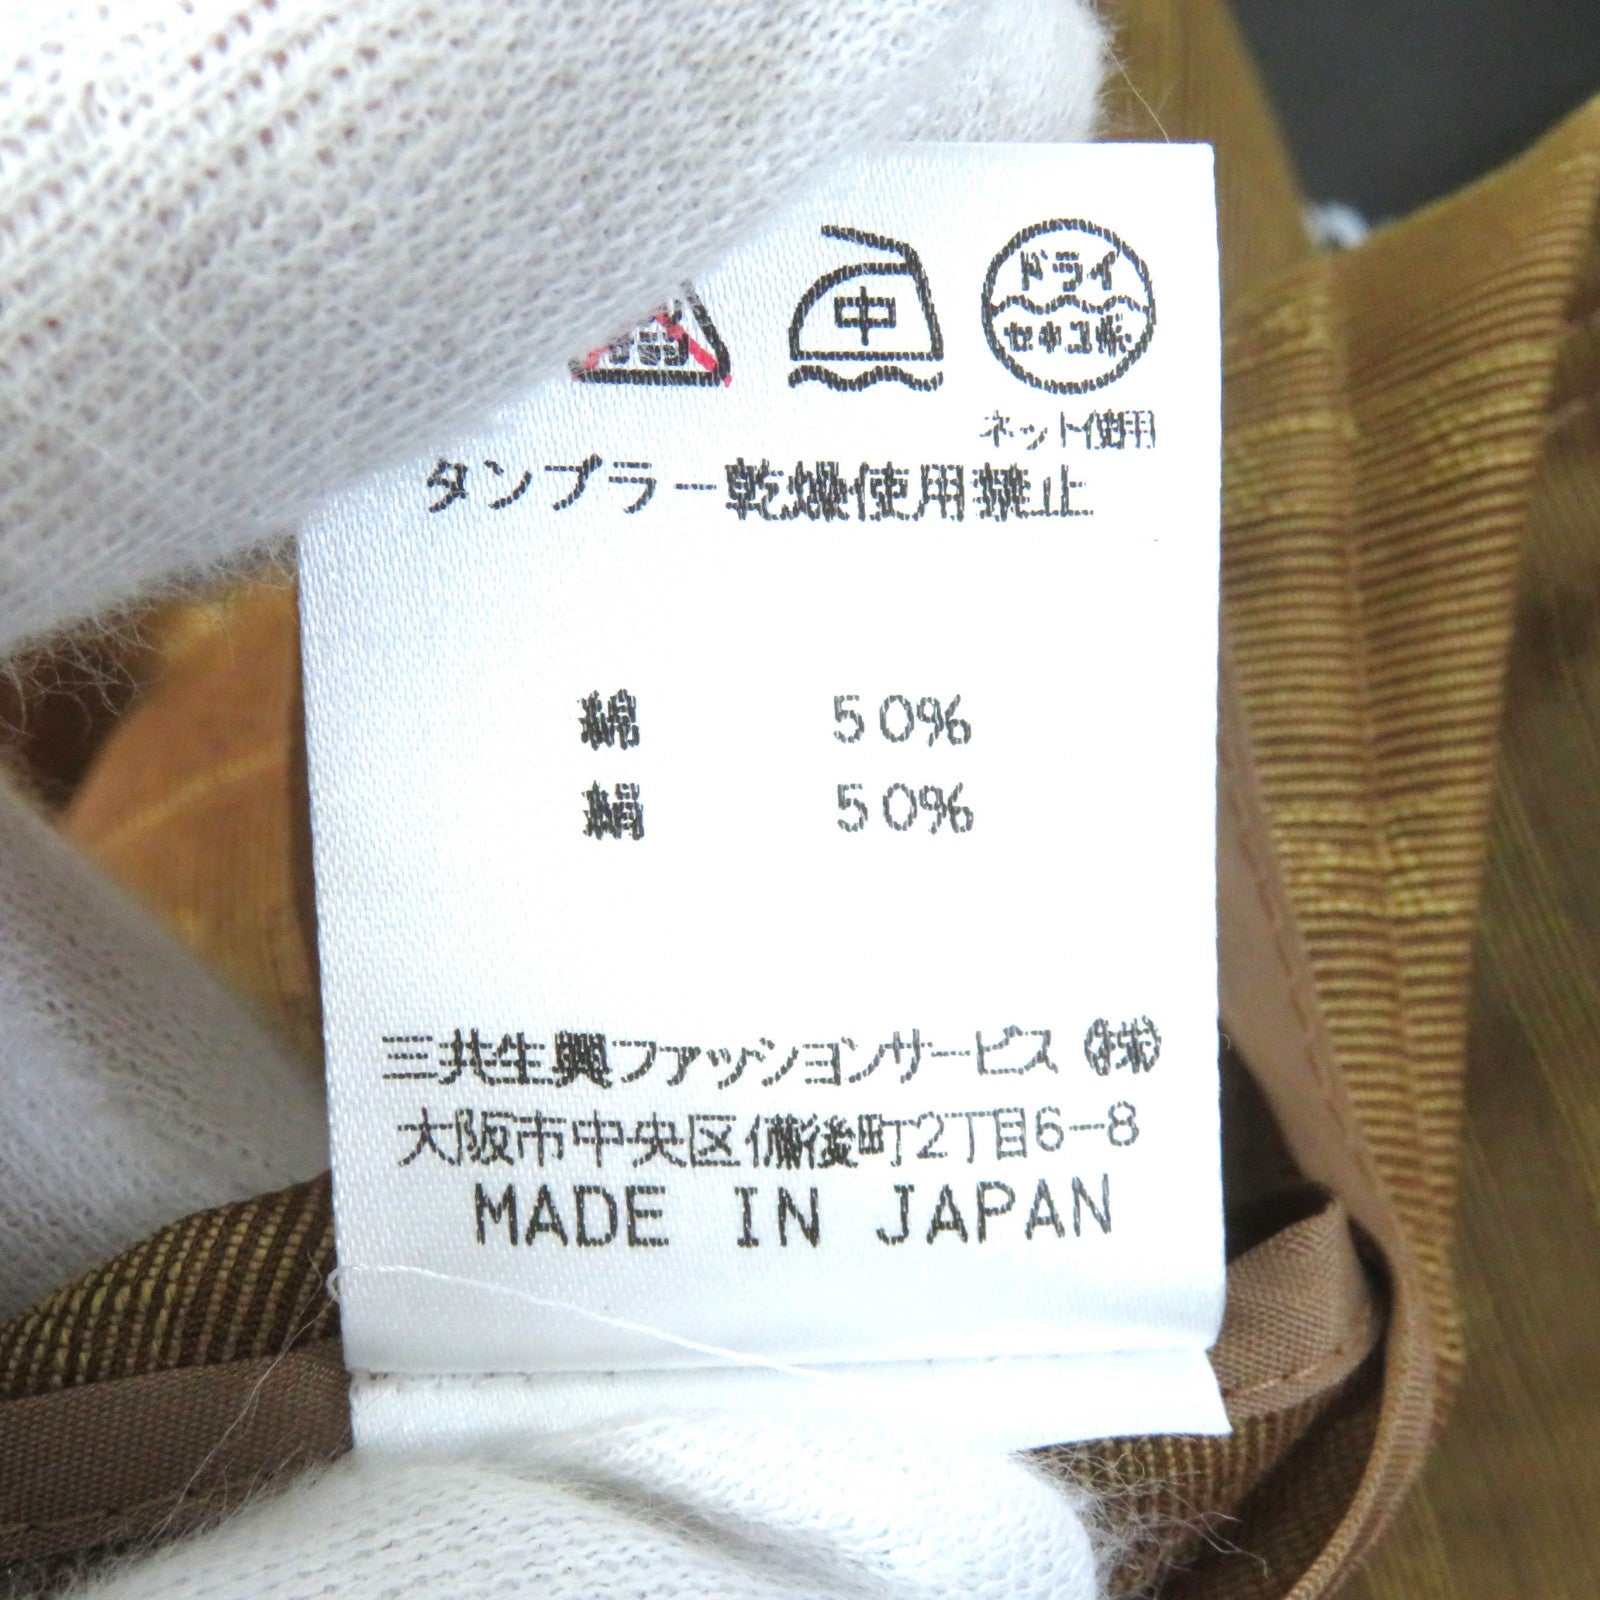 中 ドライ
セキユ系
ネット使用
タンブラー乾燥使用禁止
綿 50%
絹 50%
三共生興ファッションサービス㈱
大阪市中央区備後町2丁目6-8
MADE IN JAPAN